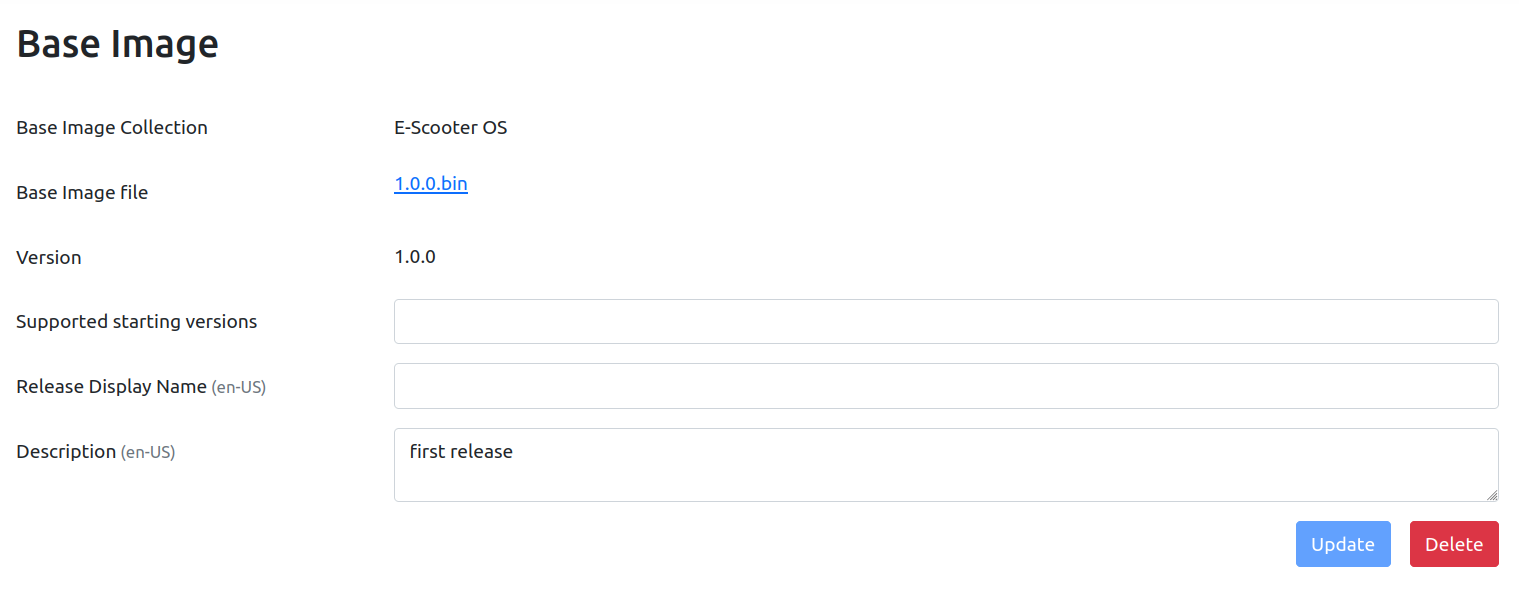 Base Image
Base Image Collection E-Scooter OS
Base Image file 1.0.0.bin
Version 1.0.0
Supported starting versions
Release Display Name (en-US)
Description (en-US) first release
Update Delete